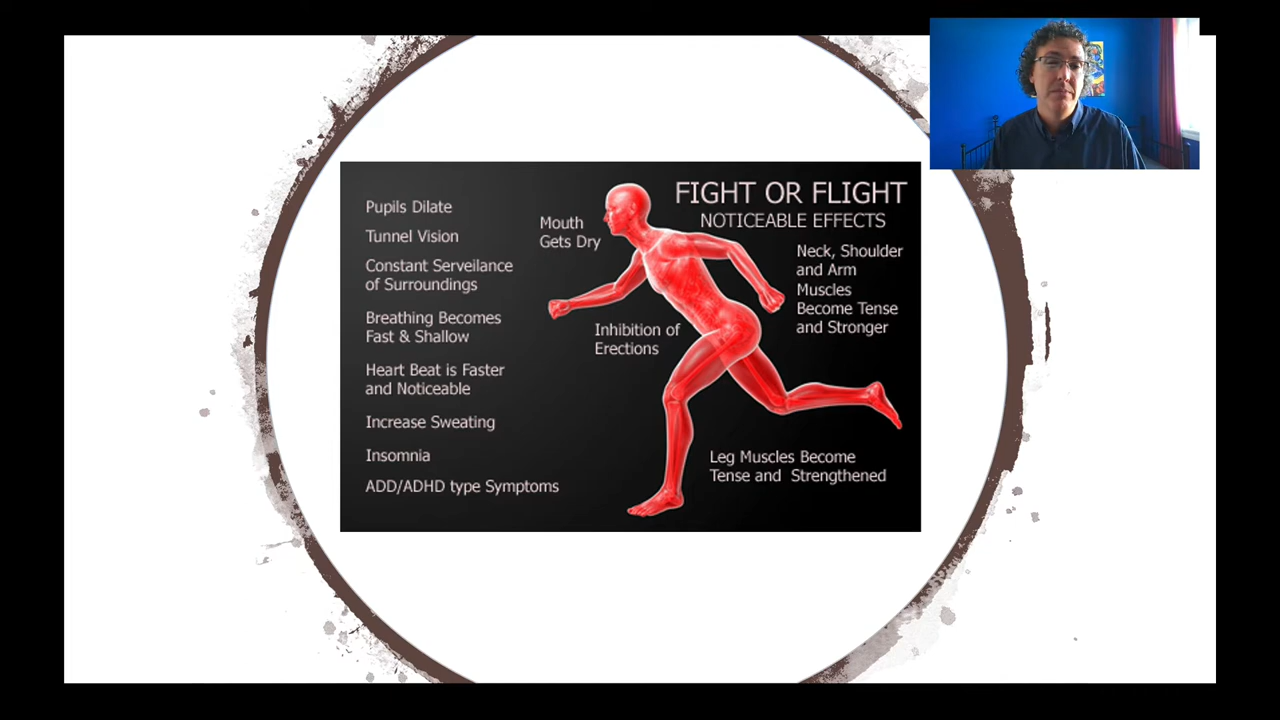 FIGHT OR FLIGHT
NOTICEABLE EFFECTS
Pupils Dilate
Tunnel Vision
Constant Serveilance
of Surroundings
Breathing Becomes
Fast & Shallow
Heart Beat is Faster
and Noticeable
Increase Sweating
Insomnia
ADD/ADHD type Symptoms
Mouth
Gets Dry
Inhibition of
Erections
Neck, Shoulder
and Arm
Muscles
Become Tense
and Stronger
Leg Muscles Become
Tense and Strengthened